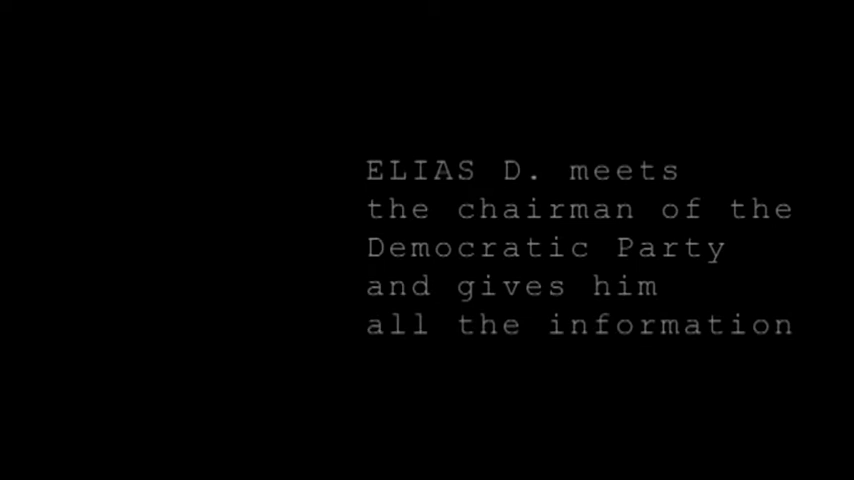 ELIAS D. meets
the chairman of the
Democratic Party
and gives him
all the information